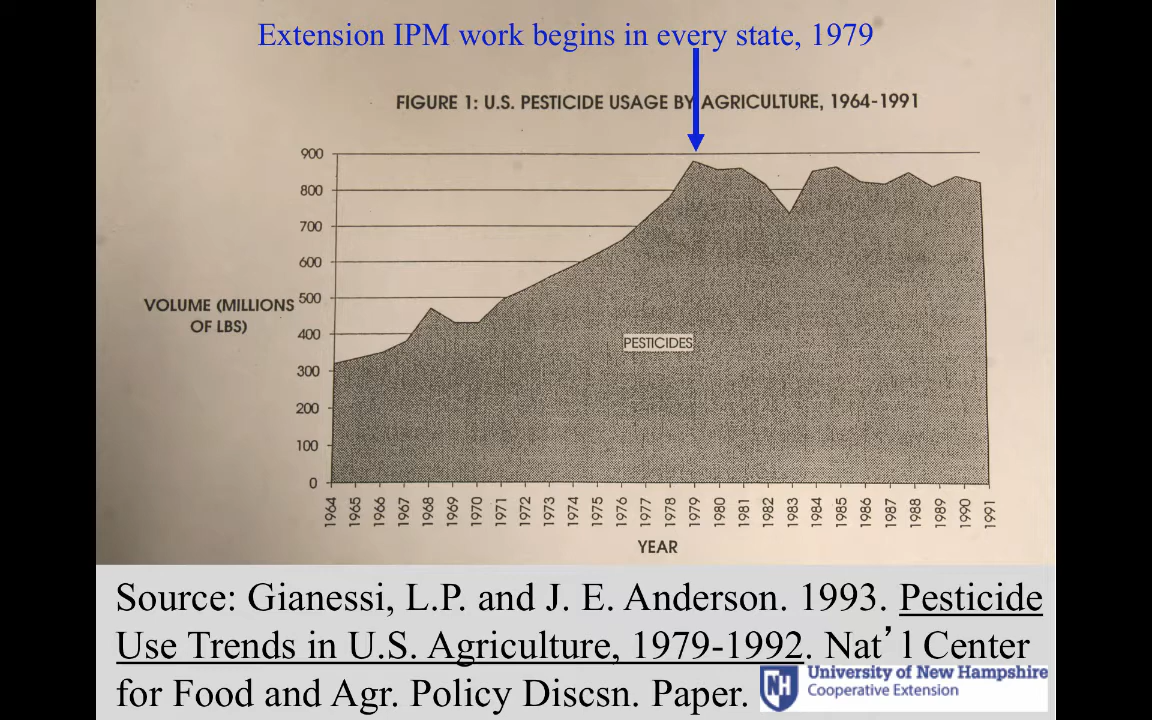 Extension IPM work begins in every state, 1979
FIGURE 1: U.S. PESTICIDE USAGE BY AGRICULTURE, 1964-1991
900
800
700
600
VOLUME (MILLIONS 500
OF LBS)
400
PESTICIDES
300
200
100
0
1964 1965 1966 1967 1968 1969 1970 1971 1972 1973 1974 1975 1976 1977 1978 1979 1980 1981 1982 1983 1984 1985 1986 1987 1988 1989 1990 1991
YEAR
Source: Gianessi, L.P. and J. E. Anderson. 1993. Pesticide
Use Trends in U.S. Agriculture, 1979-1992. Nat’l Center
for Food and Agr. Policy Discsn. Paper.
NH
University of New Hampshire
Cooperative Extension